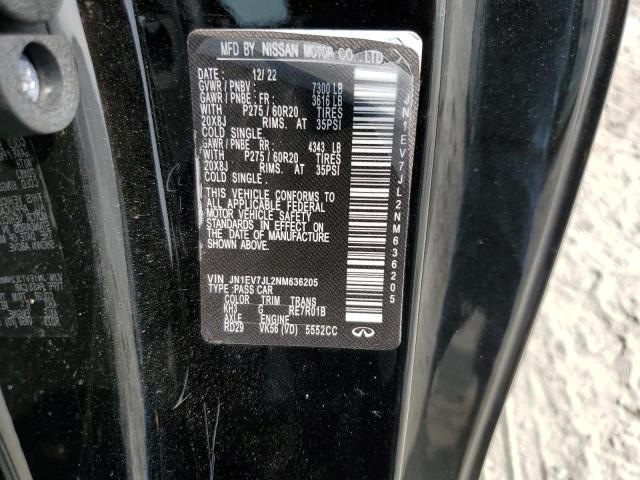 MFD BY NISSAN MOTOR CO., LTD.
DATE: 12/22
GVWR / PNBV : 7300 LB
GAWR / PNBE : FR : 3616 LB
WITH P275 / 60R20 TIRES
20X8J RIMS. AT 35PSI
COLD SINGLE.
GAWR / PNBE RR : 4343 LB
WITH P275 / 60R20 TIRES
20X8J RIMS. AT 35PSI
COLD SINGLE.
THIS VEHICLE CONFORMS TO
ALL APPLICABLE FEDERAL
MOTOR VEHICLE SAFETY
STANDARDS IN EFFECT ON
THE DATE OF MANUFACTURE
SHOWN ABOVE.
VIN JN1EV7JL2NM636205
TYPE:PASS CAR
COLOR TRIM TRANS
KH3 G RE7R01B
AXLE ENGINE
RD29 VK56 (VD) 5552CC
JN1EV7JL2NM636205